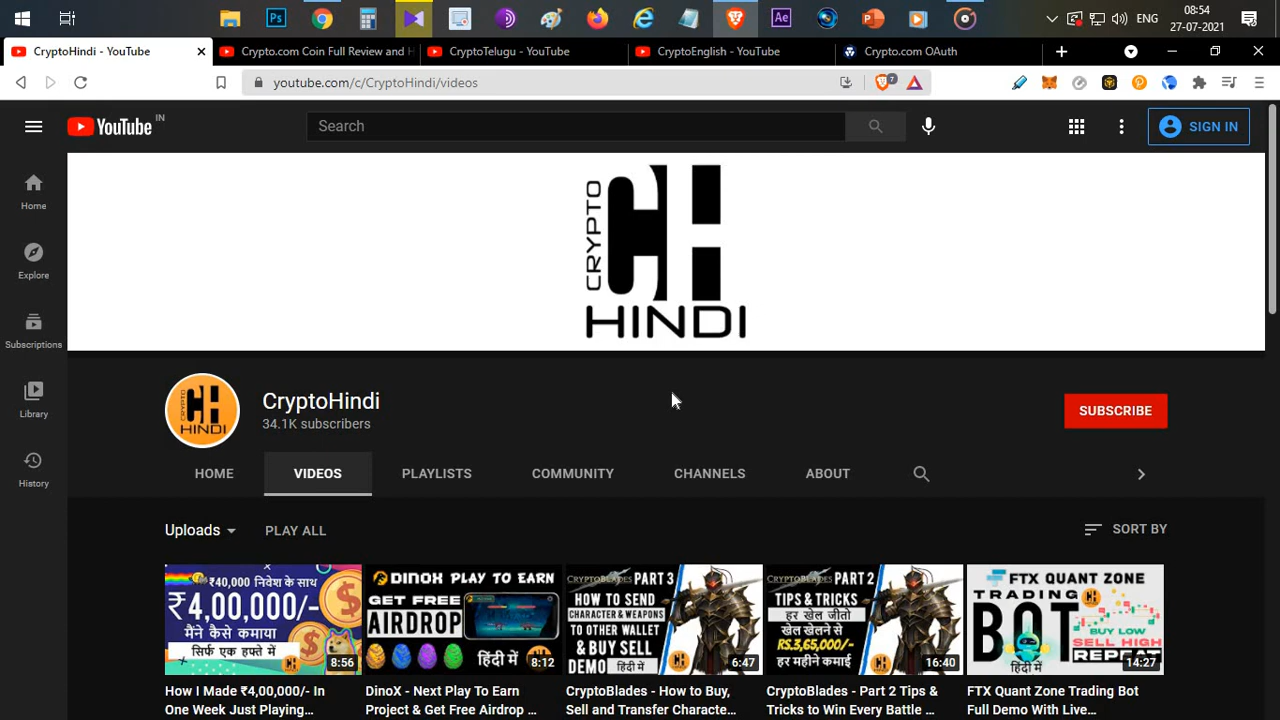 08:54
ENG
27-07-2021
CryptoHindi - YouTube
Crypto.com Coin Full Review and H
CryptoTelugu - YouTube
CryptoEnglish - YouTube
Crypto.com OAuth
youtube.com/c/CryptoHindi/videos
7
YouTube IN
Search
SIGN IN
Home
Explore
Subscriptions
Library
History
CRYPTO
CH
HINDI
CRYPTO
CH
HINDI
CryptoHindi
34.1K subscribers
SUBSCRIBE
HOME VIDEOS PLAYLISTS COMMUNITY CHANNELS ABOUT
Uploads PLAY ALL SORT BY
₹40,000 निवेश के साथ
₹4,00,000/-
मैंने कैसे कमाया
सिर्फ एक हफ्ते में
8:56
DINOX PLAY TO EARN
GET FREE
AIRDROP
हिंदी में
8:12
CRYPTOBLADES PART 3
HOW TO SEND
CHARACTER & WEAPONS
TO OTHER WALLET
& BUY SELL
DEMO हिंदी में
6:47
CRYPTOBLADES PART 2
TIPS & TRICKS
हर खेल जीतो
खेल खेलने से
RS.3,65,000/-
हर महीने कमाई
16:40
FTX QUANT ZONE
TRADING
BOT
BUY LOW
SELL HIGH
REPEAT
हिंदी में
14:27
How I Made ₹4,00,000/- In
One Week Just Playing...
DinoX - Next Play To Earn
Project & Get Free Airdrop ...
CryptoBlades - How to Buy,
Sell and Transfer Characte...
CryptoBlades - Part 2 Tips &
Tricks to Win Every Battle ...
FTX Quant Zone Trading Bot
Full Demo With Live...